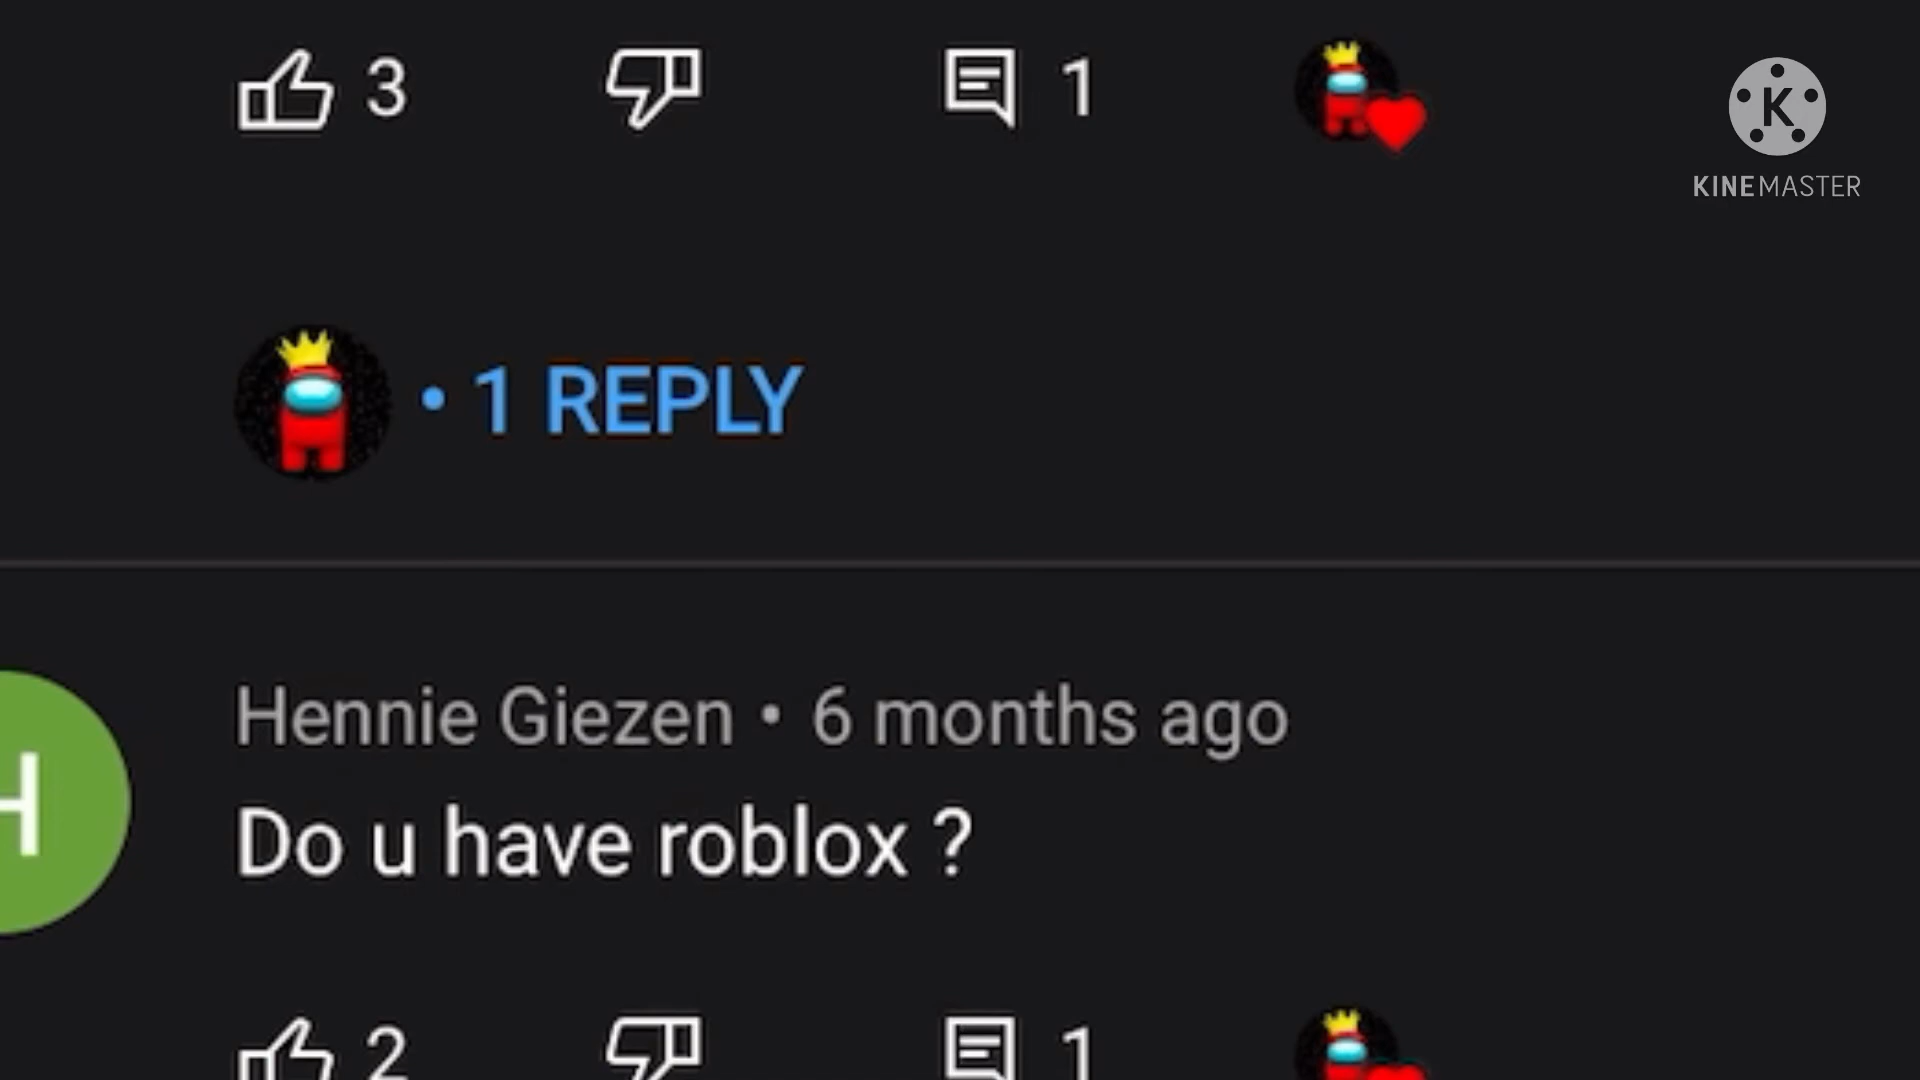 3 1
K
KINEMASTER
• 1 REPLY
Hennie Giezen • 6 months ago
H
Do u have roblox ?
2 1